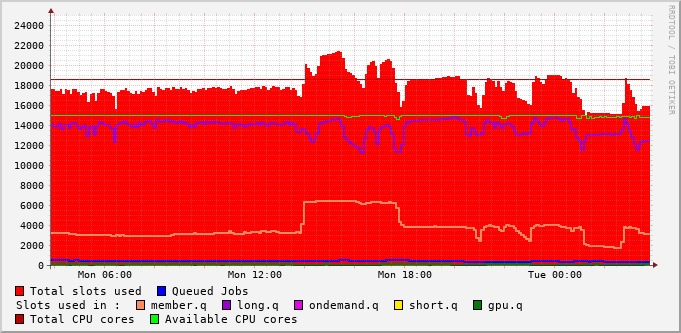 24000
22000
20000
18000
16000
14000
12000
10000
8000
6000
4000
2000
0
Mon 06:00 Mon 12:00 Mon 18:00 Tue 00:00
Total slots used Queued Jobs
Slots used in : member.q long.q ondemand.q short.q gpu.q
Total CPU cores Available CPU cores
RRDTOOL / TOBI OETIKER